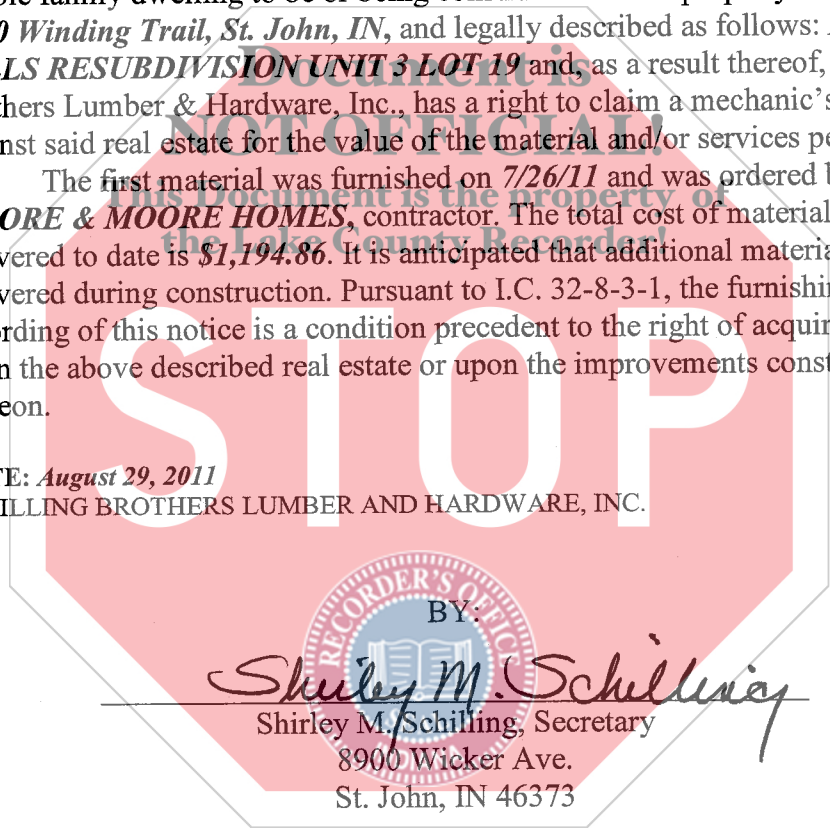 0 Winding Trail, St. John, IN, and legally described as follows:
LS RESUBDIVISION UNIT 3 LOT 19 and, as a result thereof,
Document is
hers Lumber & Hardware, Inc., has a right to claim a mechanic's
NOT OFFICIAL!
nst said real estate for the value of the material and/or services pe
The first material was furnished on 7/26/11 and was ordered b
This Document is the property of
ORE & MOORE HOMES, contractor. The total cost of material
the Lake County Recorder!
vered to date is $1,194.86. It is anticipated that additional materia
vered during construction. Pursuant to I.C. 32-8-3-1, the furnishin
rding of this notice is a condition precedent to the right of acquir
n the above described real estate or upon the improvements const
eon.
STOP
TE: August 29, 2011
ILLING BROTHERS LUMBER AND HARDWARE, INC.
RECORDER'S OFFICE
BY:
Shirley M. Schilling
Shirley M. Schilling, Secretary
8900 Wicker Ave.
St. John, IN 46373